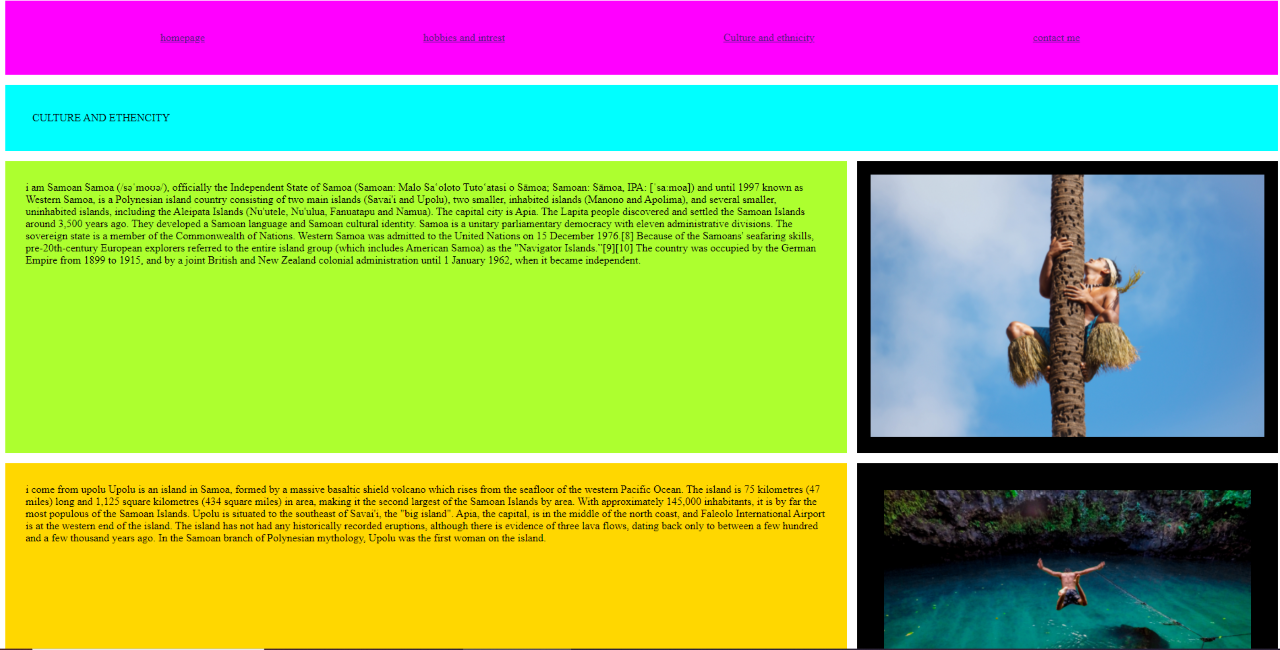 homepage hobbies and intrest Culture and ethnicity contact me
CULTURE AND ETHENCITY
i am Samoan Samoa (/səˈmoʊə/), officially the Independent State of Samoa (Samoan: Malo Saʻoloto Tutoʻatasi o Sāmoa; Samoan: Sāmoa, IPA: [ˈsaːmoa]) and until 1997 known as
Western Samoa, is a Polynesian island country consisting of two main islands (Savai'i and Upolu), two smaller, inhabited islands (Manono and Apolima), and several smaller,
uninhabited islands, including the Aleipata Islands (Nu'utele, Nu'ulua, Fanuatapu and Namua). The capital city is Apia. The Lapita people discovered and settled the Samoan Islands
around 3,500 years ago. They developed a Samoan language and Samoan cultural identity. Samoa is a unitary parliamentary democracy with eleven administrative divisions. The
sovereign state is a member of the Commonwealth of Nations. Western Samoa was admitted to the United Nations on 15 December 1976.[8] Because of the Samoans' seafaring skills,
pre-20th-century European explorers referred to the entire island group (which includes American Samoa) as the "Navigator Islands."[9][10] The country was occupied by the German
Empire from 1899 to 1915, and by a joint British and New Zealand colonial administration until 1 January 1962, when it became independent.
i come from upolu Upolu is an island in Samoa, formed by a massive basaltic shield volcano which rises from the seafloor of the western Pacific Ocean. The island is 75 kilometres (47
miles) long and 1,125 square kilometres (434 square miles) in area, making it the second largest of the Samoan Islands by area. With approximately 145,000 inhabitants, it is by far the
most populous of the Samoan Islands. Upolu is situated to the southeast of Savai'i, the "big island". Apia, the capital, is in the middle of the north coast, and Faleolo International Airport
is at the western end of the island. The island has not had any historically recorded eruptions, although there is evidence of three lava flows, dating back only to between a few hundred
and a few thousand years ago. In the Samoan branch of Polynesian mythology, Upolu was the first woman on the island.